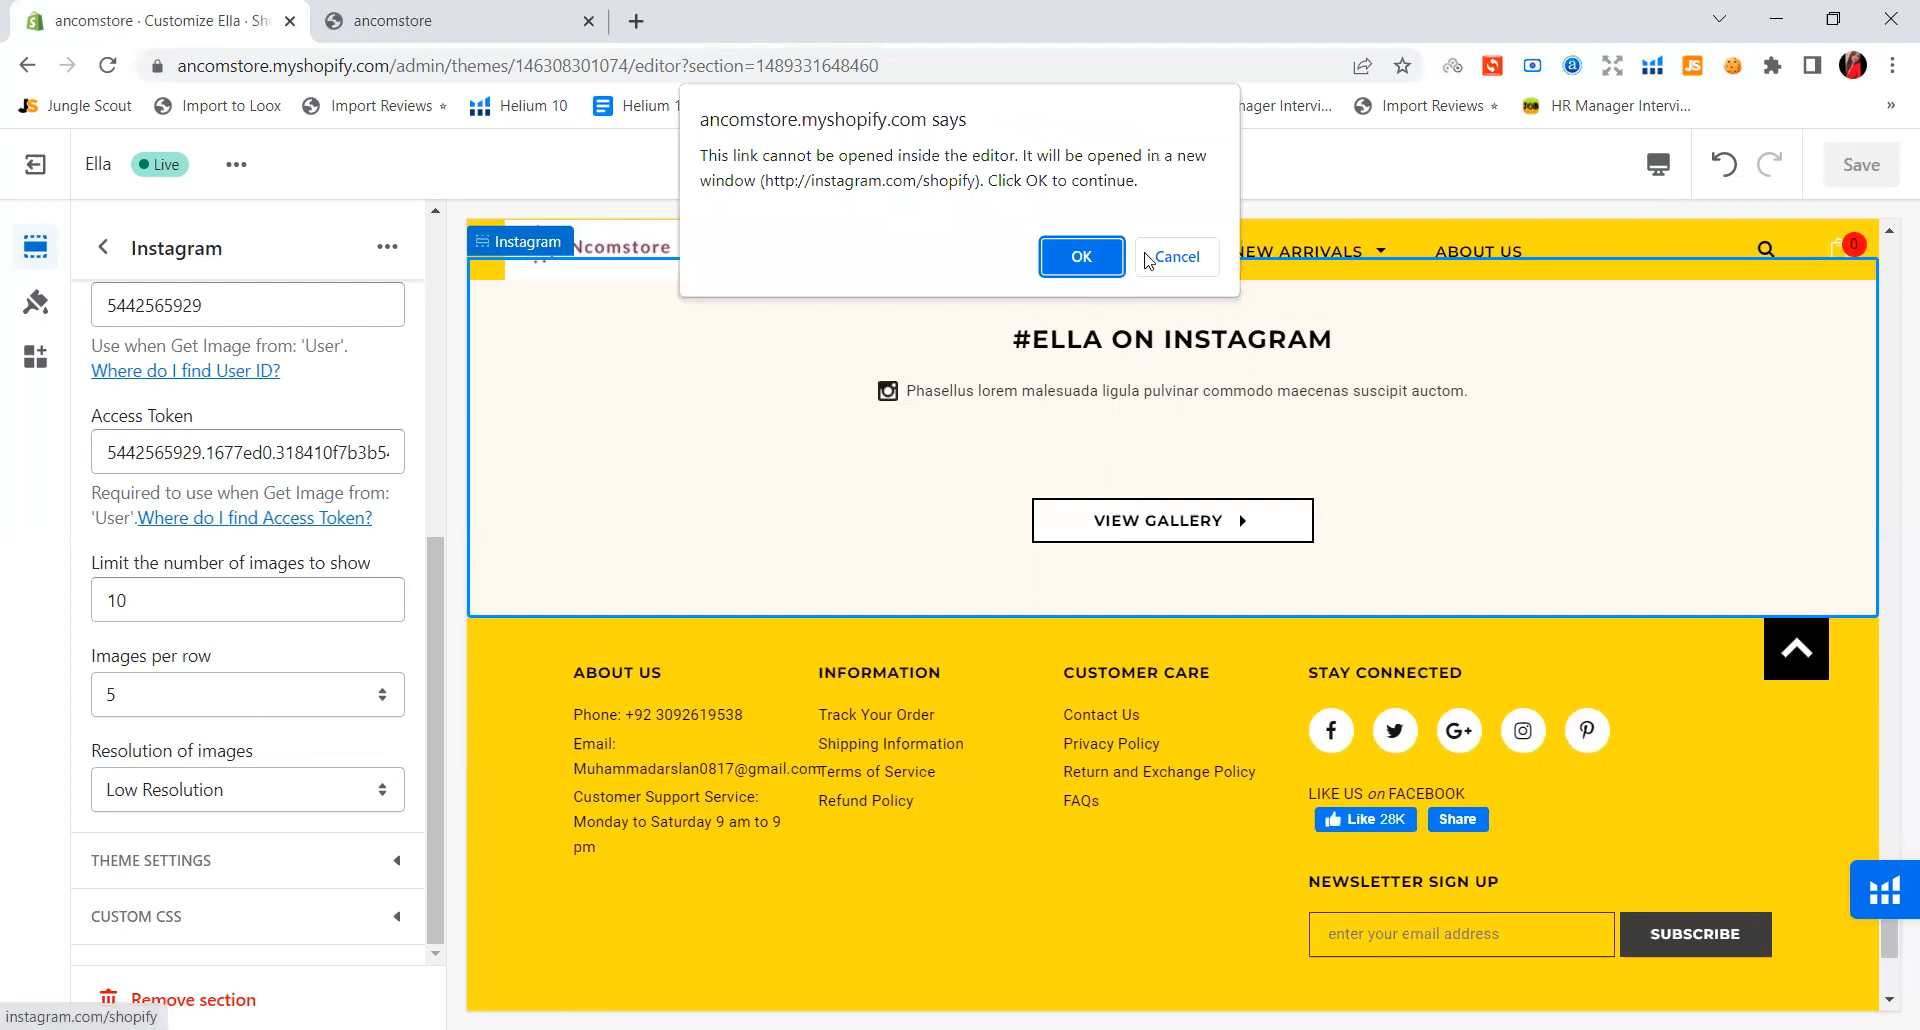 ancomstore · Customize Ella · Sh
ancomstore
ancomstore.myshopify.com/admin/themes/146308301074/editor?section=1489331648460
Jungle Scout
Import to Loox
Import Reviews
Helium 10
Helium 1
nager Intervi...
Import Reviews
HR Manager Intervi...
»
ancomstore.myshopify.com says
This link cannot be opened inside the editor. It will be opened in a new
window (http://instagram.com/shopify). Click OK to continue.
OK
Cancel
Ella
Live
Save
Instagram
5442565929
Use when Get Image from: 'User'.
Where do I find User ID?
Access Token
5442565929.1677ed0.318410f7b3b5
Required to use when Get Image from:
'User'.Where do I find Access Token?
Limit the number of images to show
10
Images per row
5
Resolution of images
Low Resolution
THEME SETTINGS
CUSTOM CSS
Remove section
instagram.com/shopify
Instagram
ncomstore
NEW ARRIVALS
ABOUT US
0
#ELLA ON INSTAGRAM
Phasellus lorem malesuada ligula pulvinar commodo maecenas suscipit auctom.
VIEW GALLERY
ABOUT US
Phone: +92 3092619538
Email:
Muhammadarslan0817@gmail.com
Customer Support Service:
Monday to Saturday 9 am to 9
pm
INFORMATION
Track Your Order
Shipping Information
Terms of Service
Refund Policy
CUSTOMER CARE
Contact Us
Privacy Policy
Return and Exchange Policy
FAQs
STAY CONNECTED
G+
LIKE US on FACEBOOK
Like 28K
Share
NEWSLETTER SIGN UP
enter your email address
SUBSCRIBE